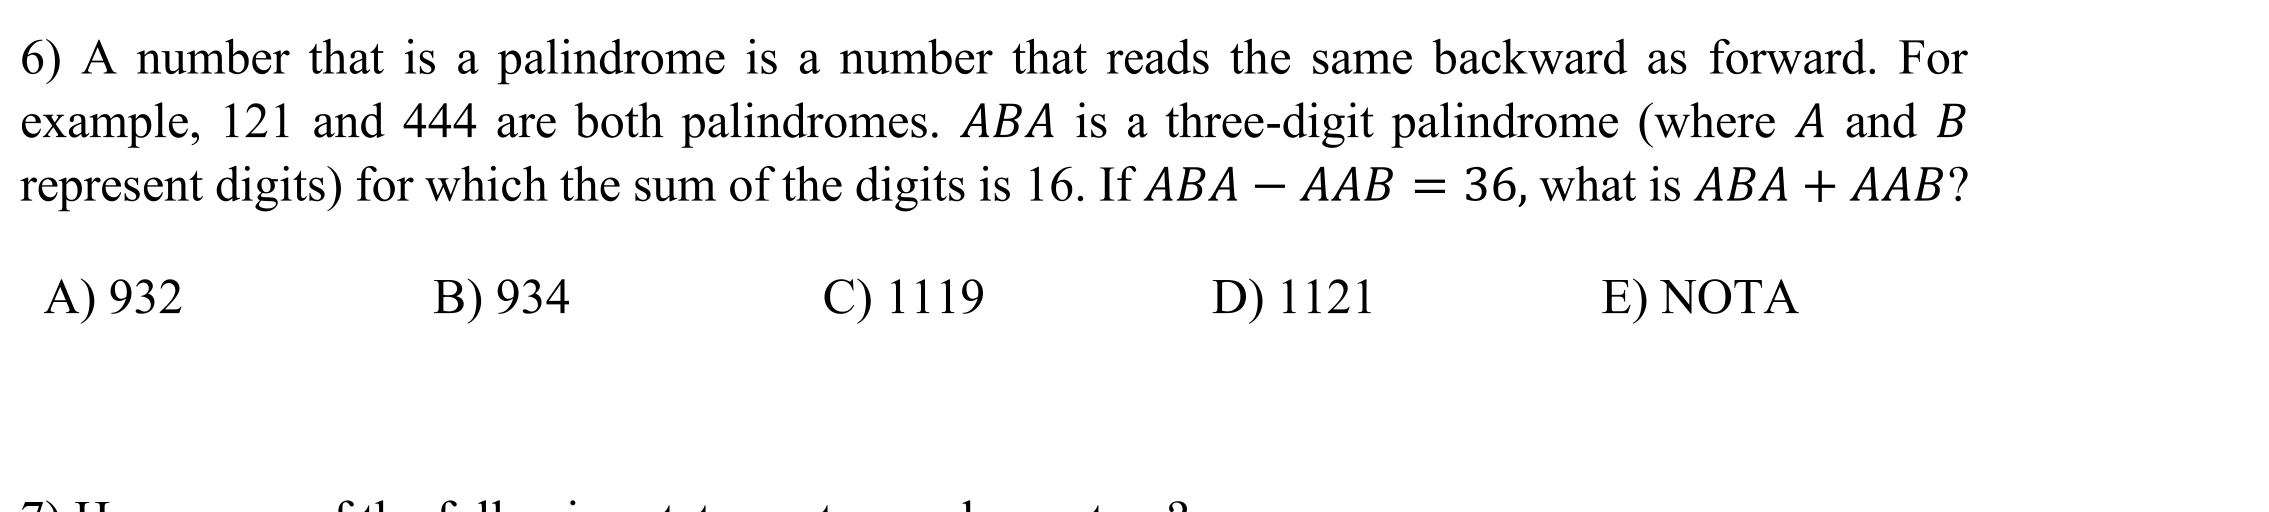 6) A number that is a palindrome is a number that reads the same backward as forward. For
example, 121 and 444 are both palindromes. ABA is a three-digit palindrome (where A and B
represent digits) for which the sum of the digits is 16. If ABA − AAB = 36, what is ABA + AAB?
A) 932 B) 934 C) 1119 D) 1121 E) NOTA